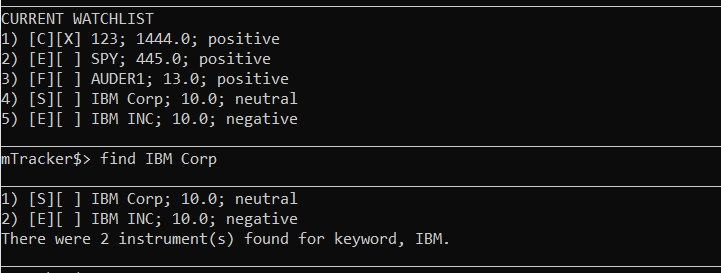 CURRENT WATCHLIST
1) [C][X] 123; 1444.0; positive
2) [E][ ] SPY; 445.0; positive
3) [F][ ] AUDER1; 13.0; positive
4) [S][ ] IBM Corp; 10.0; neutral
5) [E][ ] IBM INC; 10.0; negative
mTracker$> find IBM Corp
1) [S][ ] IBM Corp; 10.0; neutral
2) [E][ ] IBM INC; 10.0; negative
There were 2 instrument(s) found for keyword, IBM.